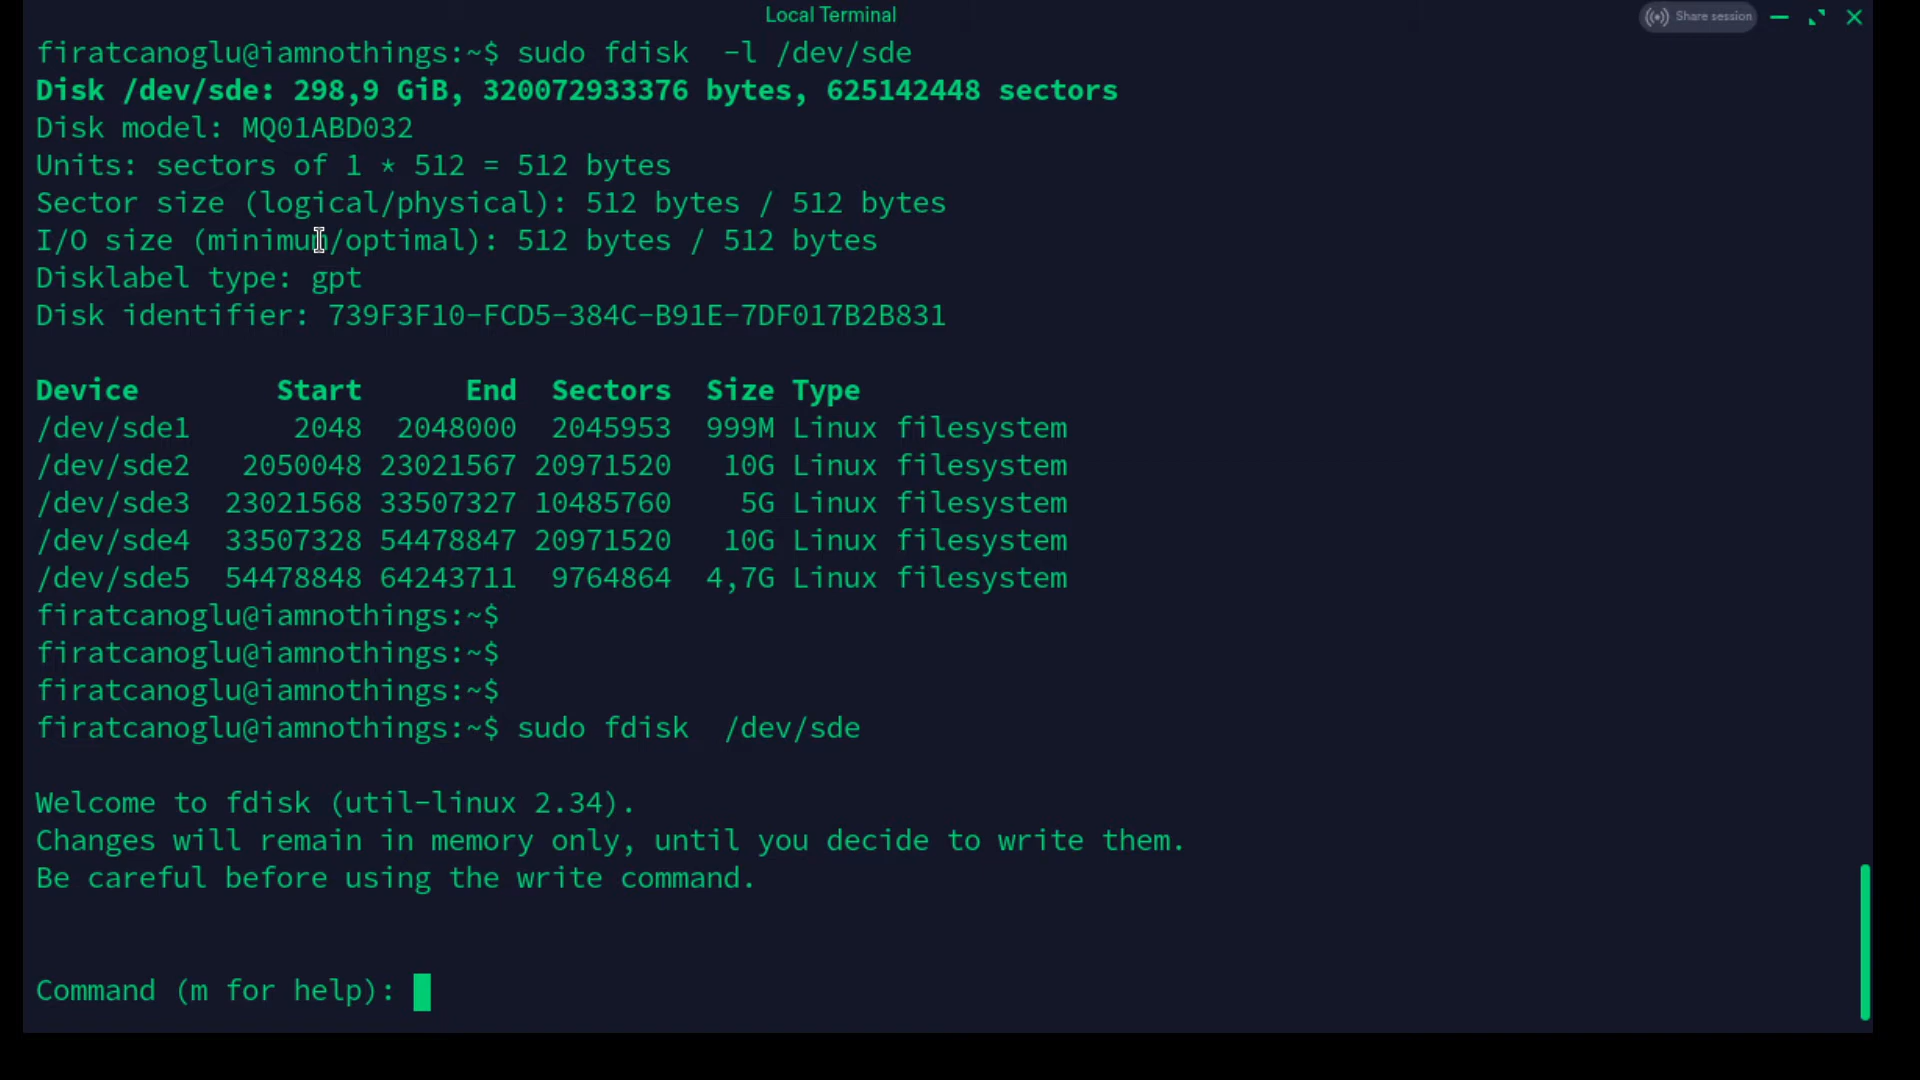 Local Terminal
Share session
firatcanoglu@iamnothings:~$ sudo fdisk  -l /dev/sde
Disk /dev/sde: 298,9 GiB, 320072933376 bytes, 625142448 sectors
Disk model: MQ01ABD032
Units: sectors of 1 * 512 = 512 bytes
Sector size (logical/physical): 512 bytes / 512 bytes
I/O size (minimum/optimal): 512 bytes / 512 bytes
Disklabel type: gpt
Disk identifier: 739F3F10-FCD5-384C-B91E-7DF017B2B831
Device        Start      End  Sectors  Size Type
/dev/sde1      2048  2048000  2045953  999M Linux filesystem
/dev/sde2   2050048 23021567 20971520   10G Linux filesystem
/dev/sde3  23021568 33507327 10485760    5G Linux filesystem
/dev/sde4  33507328 54478847 20971520   10G Linux filesystem
/dev/sde5  54478848 64243711  9764864  4,7G Linux filesystem
firatcanoglu@iamnothings:~$
firatcanoglu@iamnothings:~$
firatcanoglu@iamnothings:~$
firatcanoglu@iamnothings:~$ sudo fdisk  /dev/sde
Welcome to fdisk (util-linux 2.34).
Changes will remain in memory only, until you decide to write them.
Be careful before using the write command.
Command (m for help):